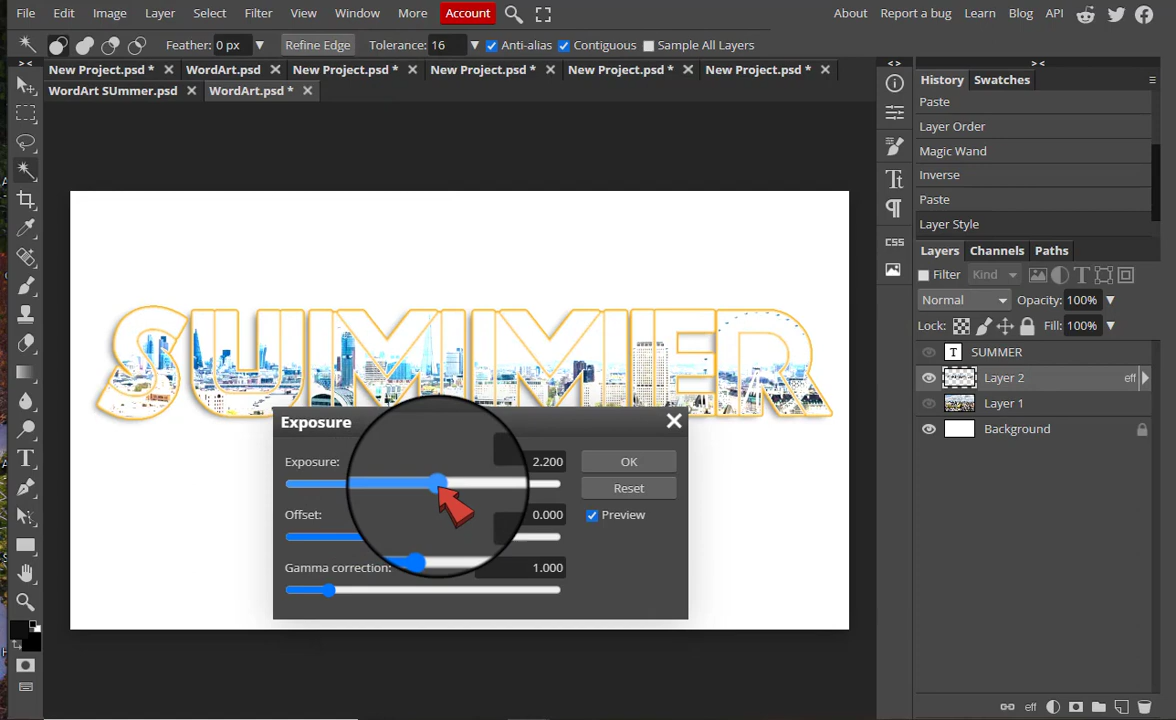 File Edit Image Layer Select Filter View Window More Account About Report a bug Learn Blog API
Feather: 0 px Refine Edge Tolerance: 16 Anti-alias Contiguous Sample All Layers
New Project.psd * WordArt.psd New Project.psd * New Project.psd * New Project.psd * New Project.psd *
WordArt SUmmer.psd WordArt.psd *
History Swatches
Paste
Layer Order
Magic Wand
Inverse
Paste
Layer Style
CSS
Layers Channels Paths
Filter Kind
Normal Opacity: 100%
Lock: Fill: 100%
T SUMMER
Layer 2 eff
Layer 1
Background
eff
SUMMER
Exposure
Exposure: 2.200 OK
Reset
Offset: 0.000 Preview
Gamma correction: 1.000